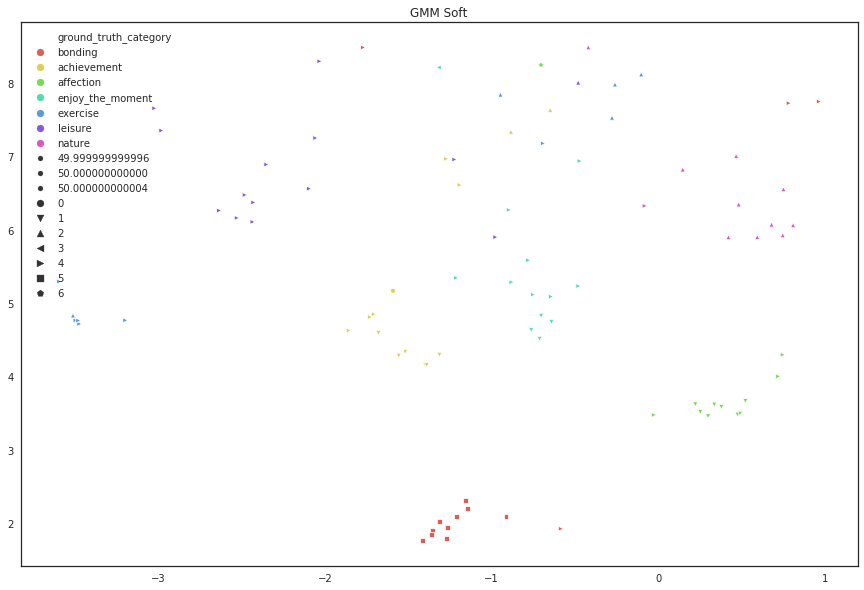 GMM Soft
ground_truth_category
bonding
achievement
affection
enjoy_the_moment
exercise
leisure
nature
49.999999999996
50.000000000000
50.000000000004
0
1
2
3
4
5
6
8
7
6
5
4
3
2
−3
−2
−1
0
1